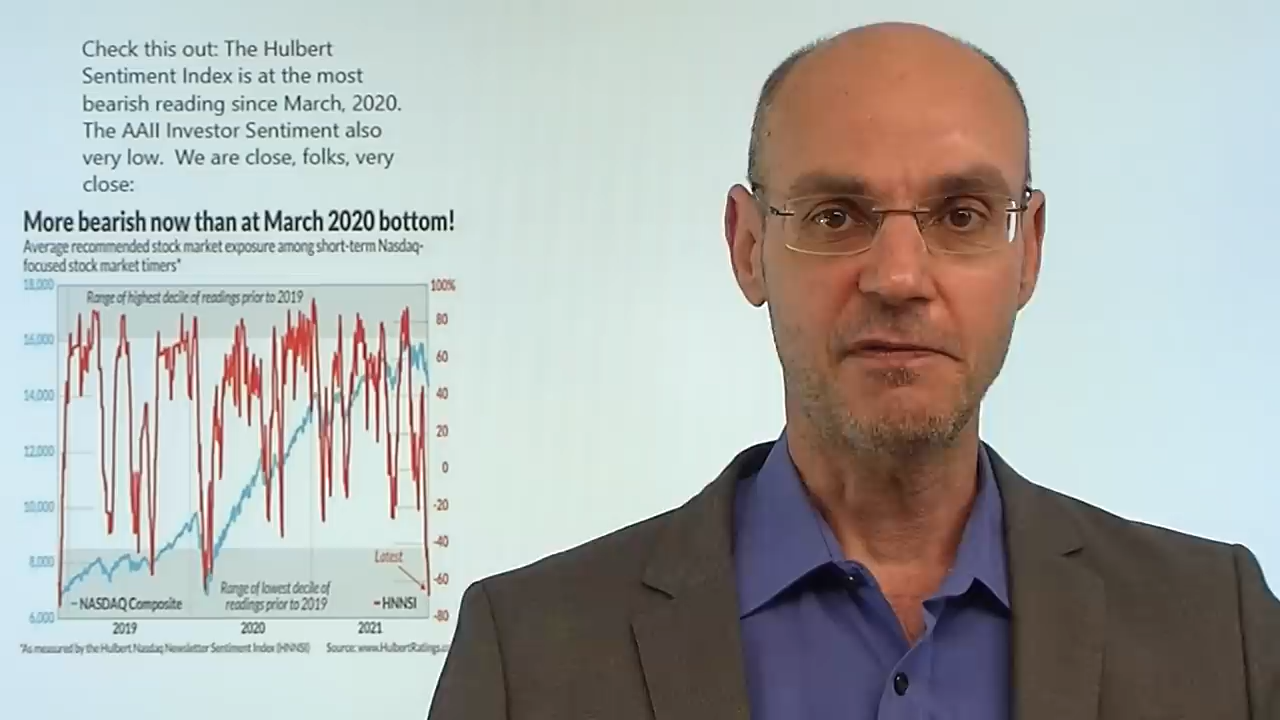 Check this out: The Hulbert
Sentiment Index is at the most
bearish reading since March, 2020.
The AAII Investor Sentiment also
very low.  We are close, folks, very
close:
More bearish now than at March 2020 bottom!
Average recommended stock market exposure among short-term Nasdaq-
focused stock market timers*
18,000 100%
Range of highest decile of readings prior to 2019
80
16,000
60
14,000 40
20
12,000
0
10,000 -20
-40
8,000 Latest
-60
Range of lowest decile of
readings prior to 2019
NASDAQ Composite HNNSI
6,000 -80
2019 2020 2021
*As measured by the Hulbert Nasdaq Newsletter Sentiment Index (HNNSI) Source: www.HulbertRatings.c